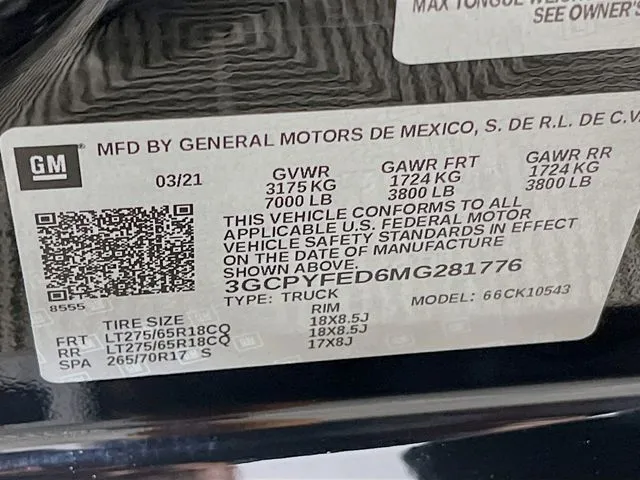 MAX TONGUE WEIGHT
SEE OWNER'S
GM
MFD BY GENERAL MOTORS DE MEXICO, S. DE R.L. DE C.V.
03/21 GVWR GAWR FRT GAWR RR
3175 KG 1724 KG 1724 KG
7000 LB 3800 LB 3800 LB
THIS VEHICLE CONFORMS TO ALL
APPLICABLE U.S. FEDERAL MOTOR
VEHICLE SAFETY STANDARDS IN EFFECT
ON THE DATE OF MANUFACTURE
SHOWN ABOVE.
3GCPYFED6MG281776
8555
TYPE: TRUCK MODEL: 66CK10543
TIRE SIZE RIM
FRT LT275/65R18CQ 18X8.5J
RR LT275/65R18CQ 18X8.5J
SPA 265/70R17 S 17X8J